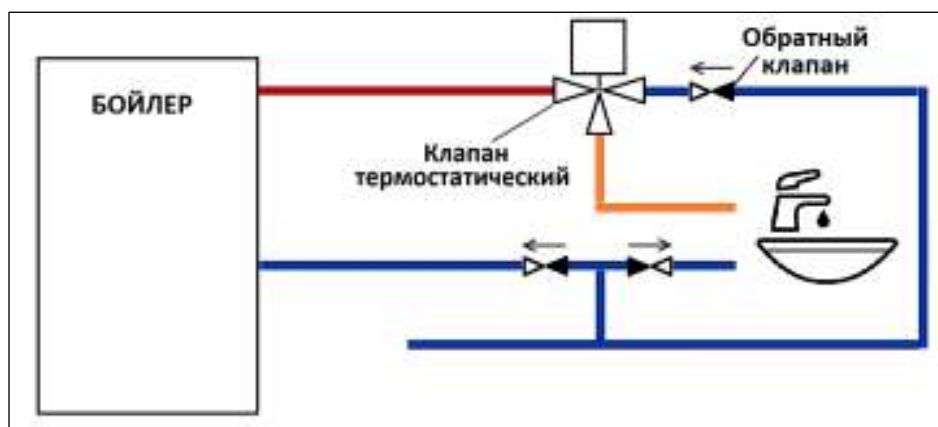 БОЙЛЕР
Обратный
клапан
Клапан
термостатический